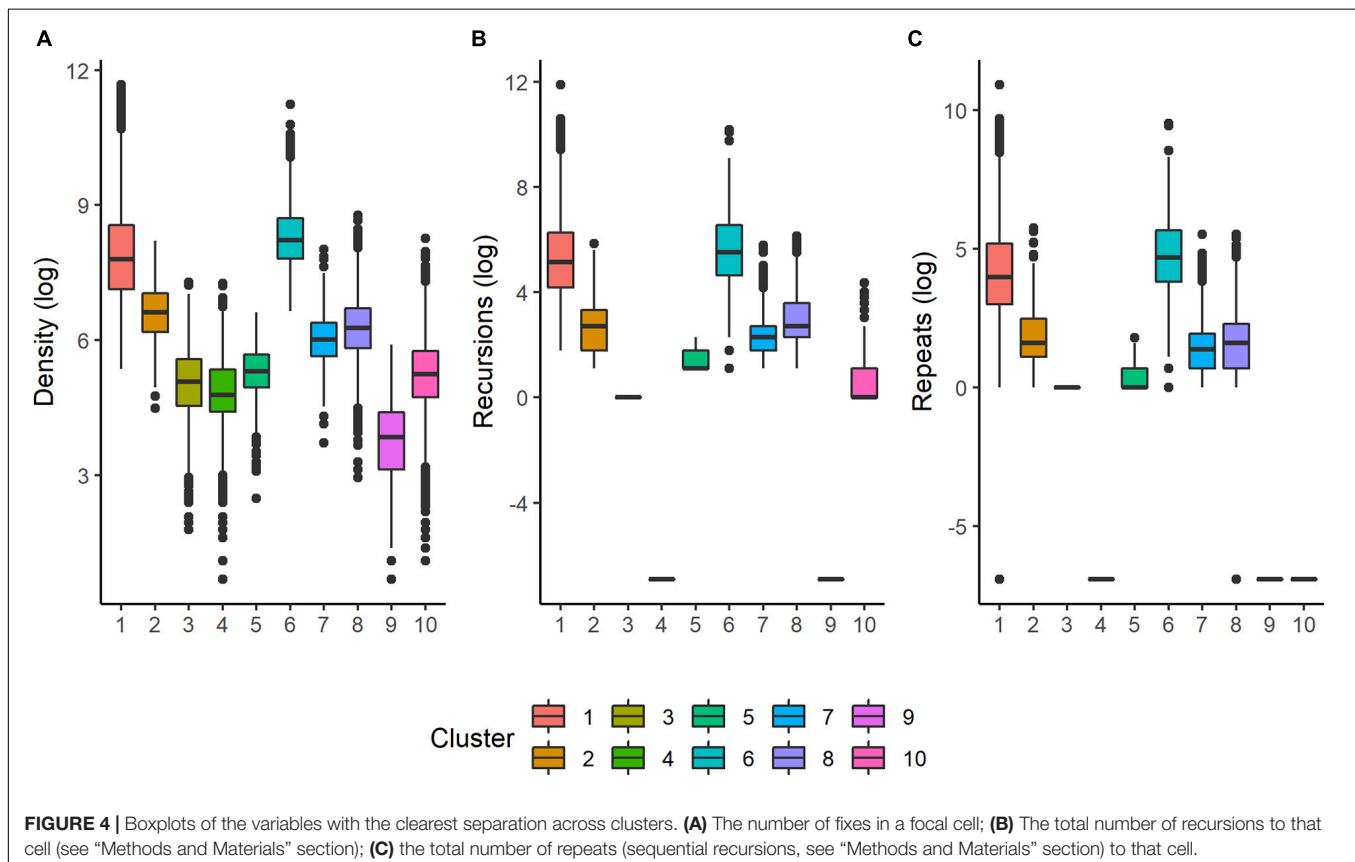 A
B
C
12
9
6
3
Density (log)
1 2 3 4 5 6 7 8 9 10
12
8
4
0
-4
Recursions (log)
1 2 3 4 5 6 7 8 9 10
10
5
0
-5
Repeats (log)
1 2 3 4 5 6 7 8 9 10
Cluster
1 3 5 7 9
2 4 6 8 10
FIGURE 4 | Boxplots of the variables with the clearest separation across clusters. (A) The number of fixes in a focal cell; (B) The total number of recursions to that
cell (see “Methods and Materials” section); (C) the total number of repeats (sequential recursions, see “Methods and Materials” section) to that cell.